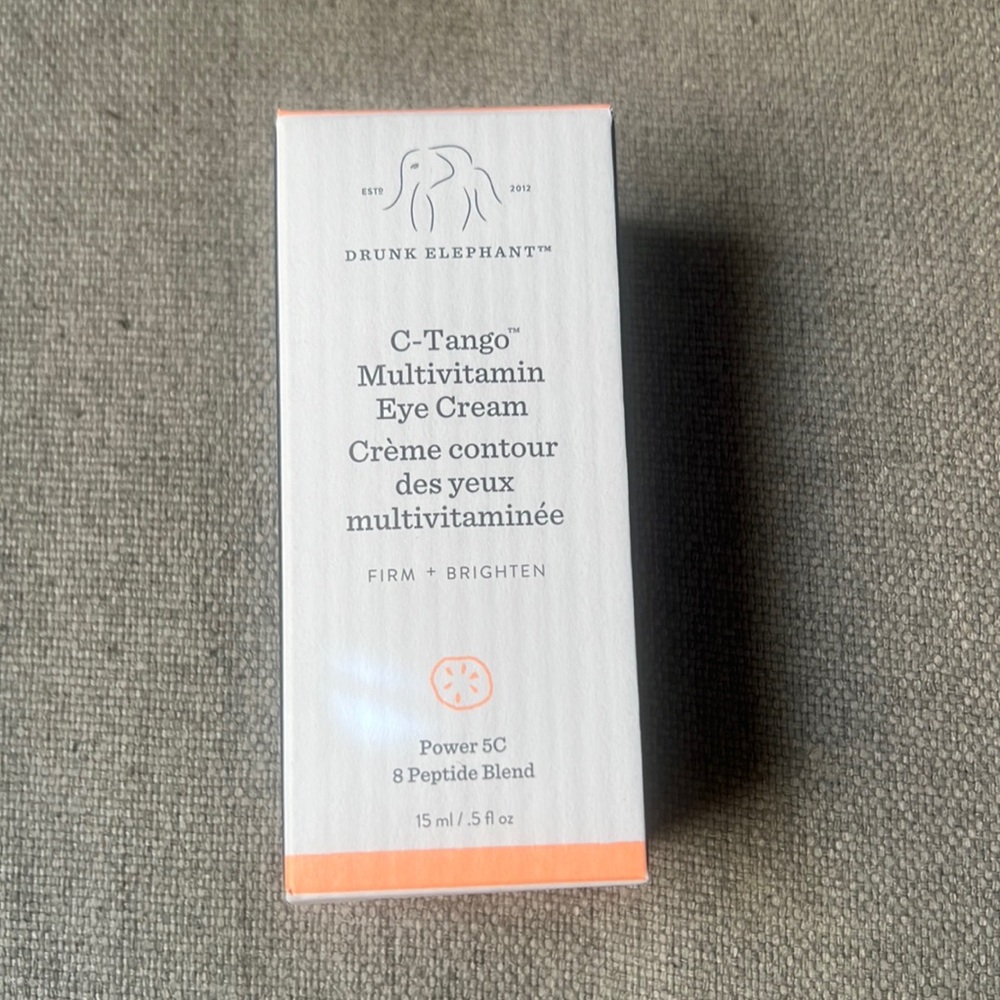 ESTD 2012
DRUNK ELEPHANT™
C-Tango™
Multivitamin
Eye Cream
Crème contour
des yeux
multivitaminée
FIRM + BRIGHTEN
Power 5C
8 Peptide Blend
15 ml / .5 fl oz